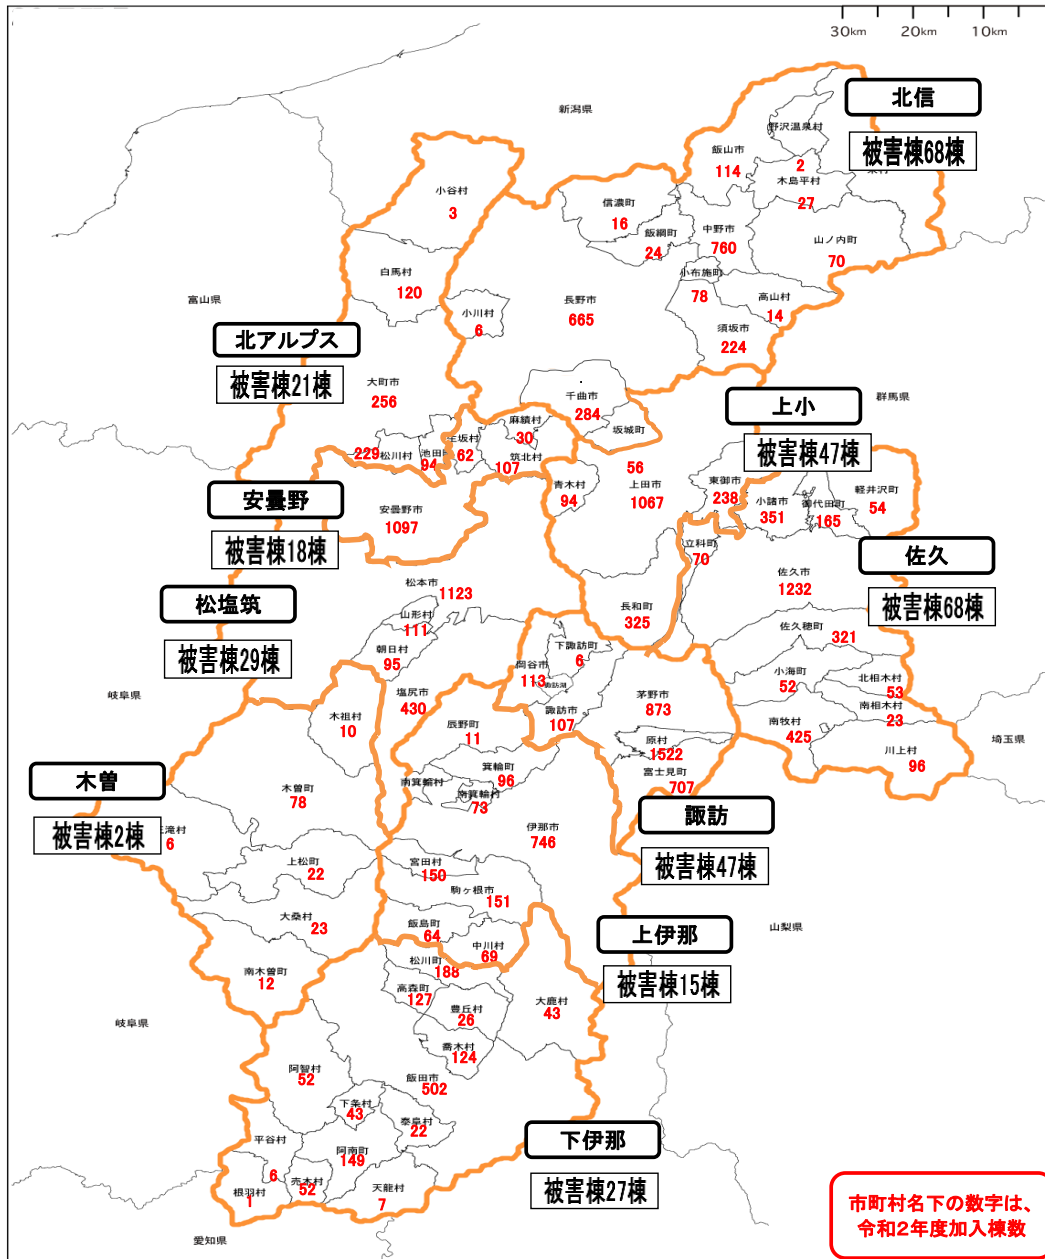 30km 20km 10km
新潟県
北信
被害棟68棟
野沢温泉村
2
飯山市
114
木島平村
27
小谷村
3
信濃町
16
飯綱町
24
中野市
760
山ノ内町
70
白馬村
120
小布施町
78
高山村
14
富山県
小川村
6
長野市
665
須坂市
224
北アルプス
被害棟21棟
大町市
256
千曲市
284
坂城町
56
上小
被害棟47棟
群馬県
麻績村
30
筑北村
107
生坂村
62
池田町
94
松川村
229
青木村
94
上田市
1067
東御市
238
小諸市
351
御代田町
165
軽井沢町
54
安曇野
被害棟18棟
安曇野市
1097
立科町
70
佐久
被害棟68棟
佐久市
1232
松塩筑
被害棟29棟
松本市
1123
山形村
111
朝日村
95
長和町
325
佐久穂町
321
下諏訪町
6
岡谷市
113
諏訪湖
小海町
52
北相木村
53
南相木村
23
岐阜県
塩尻市
430
木祖村
10
諏訪市
107
茅野市
873
南牧村
425
川上村
96
埼玉県
辰野町
11
原村
1522
富士見町
707
箕輪町
96
南箕輪村
南箕輪村
73
木曽
被害棟2棟
木曽町
78
諏訪
被害棟47棟
王滝村
6
伊那市
746
上松町
22
宮田村
150
駒ヶ根市
151
大桑村
23
飯島町
64
中川村
69
上伊那
被害棟15棟
山梨県
南木曽町
12
松川町
188
高森町
127
豊丘村
26
大鹿村
43
岐阜県
喬木村
124
阿智村
52
飯田市
502
下条村
43
泰阜村
22
下伊那
被害棟27棟
平谷村
6
阿南町
149
根羽村
1
売木村
52
天龍村
7
愛知県
市町村名下の数字は、
令和2年度加入棟数